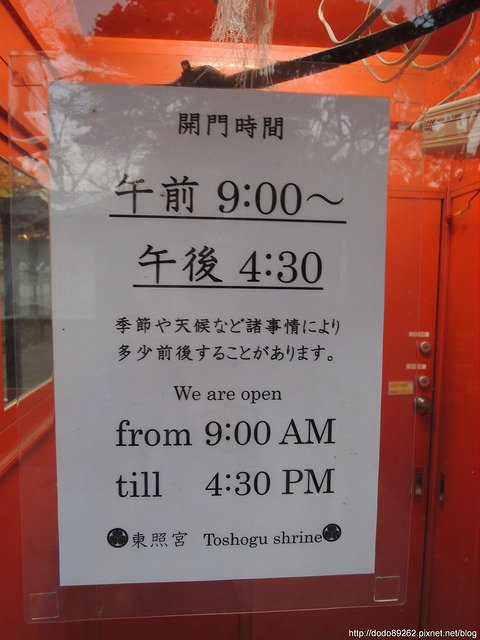 開門時間
午前 9:00～
午後 4:30
季節や天候など諸事情により
多少前後することがあります。
We are open
from 9:00 AM
till 4:30 PM
東照宮 Toshogu shrine
http://dodo89262.pixnet.net/blog